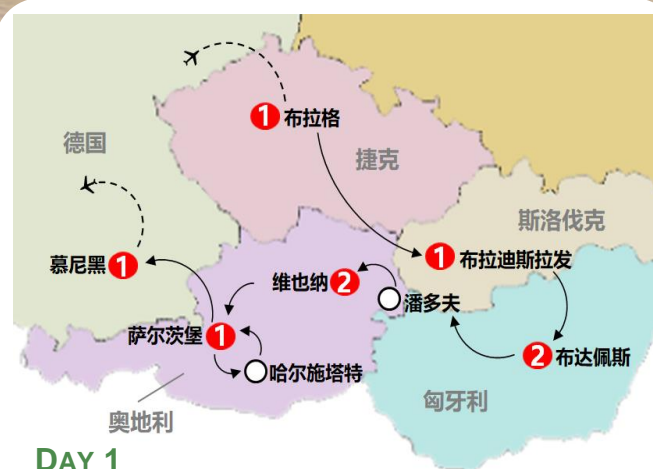 1 布拉格
德国
捷克
斯洛伐克
慕尼黑 1
维也纳 2
1 布拉迪斯拉发
潘多夫
萨尔茨堡 1
哈尔施塔特
2 布达佩斯
匈牙利
奥地利
DAY 1